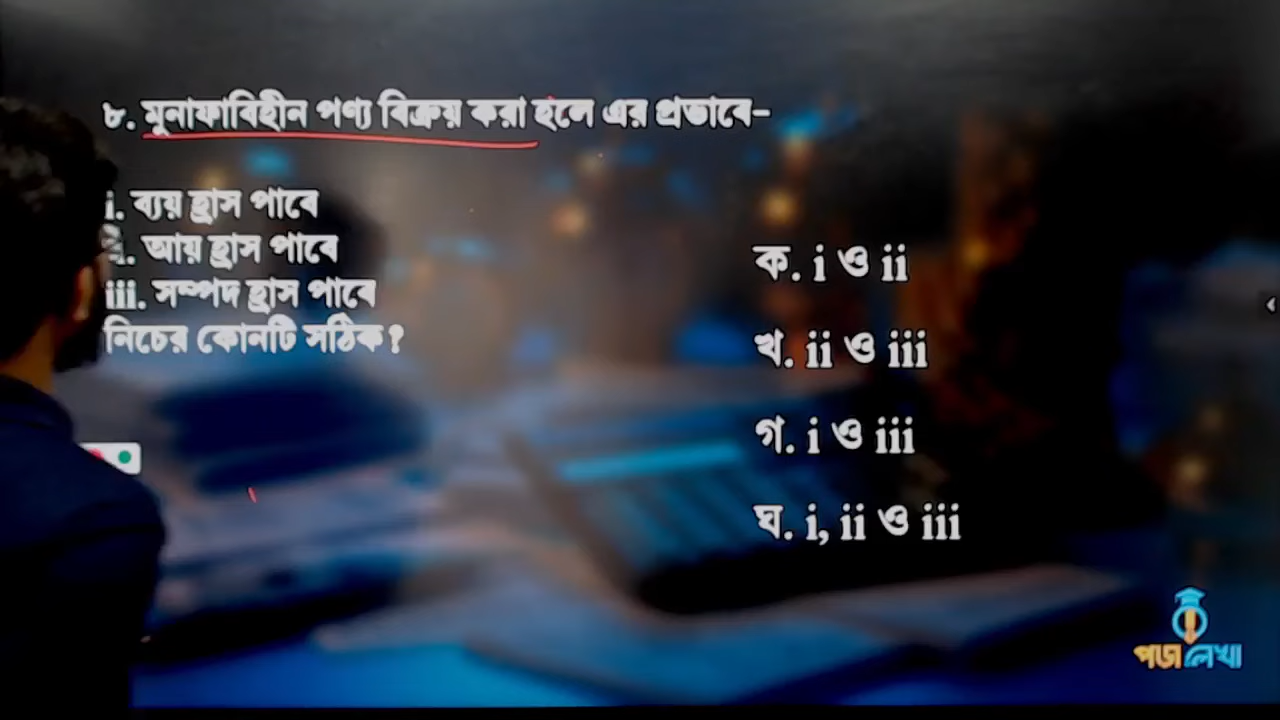 ৮. মুনাফাবিহীন পণ্য বিক্রয় করা হলে এর প্রভাবে-
i. ব্যয় হ্রাস পাবে
ii. আয় হ্রাস পাবে
iii. সম্পদ হ্রাস পাবে
নিচের কোনটি সঠিক?
ক. i ও ii
খ. ii ও iii
গ. i ও iii
ঘ. i, ii ও iii
পড়ালেখা